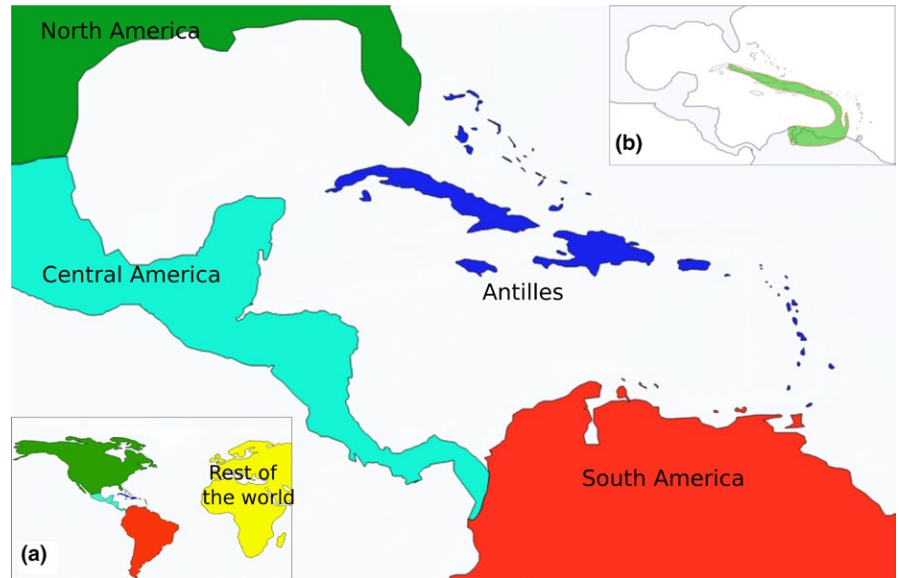 North America
(b)
Central America
Antilles
Rest of
the world
South America
(a)